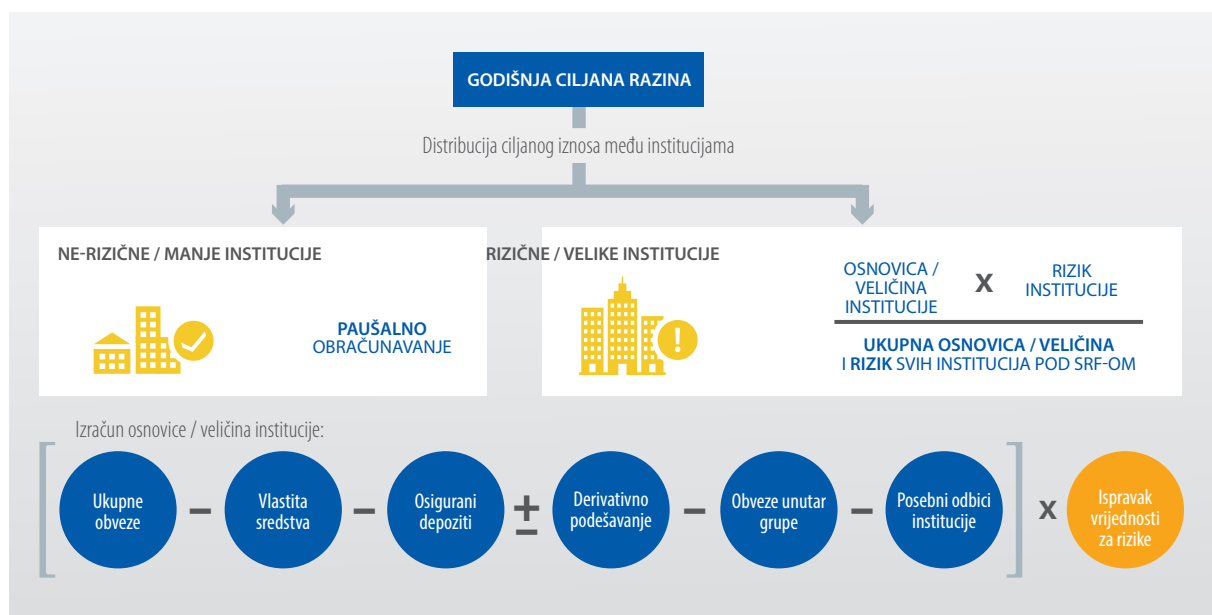 GODIŠNJA CILJANA RAZINA
Distribucija ciljanog iznosa među institucijama
NE-RIZIČNE / MANJE INSTITUCIJE
PAUŠALNO
OBRAČUNAVANJE
RIZIČNE / VELIKE INSTITUCIJE
OSNOVICA /
VELIČINA
INSTITUCIJE
X
RIZIK
INSTITUCIJE
UKUPNA OSNOVICA / VELIČINA
I RIZIK SVIH INSTITUCIJA POD SRF-OM
Izračun osnovice / veličina institucije:
[
Ukupne
obveze
–
Vlastita
sredstva
–
Osigurani
depoziti
±
Derivativno
podešavanje
–
Obveze unutar
grupe
–
Posebni odbici
institucije
]
x
Ispravak
vrijednosti
za rizike